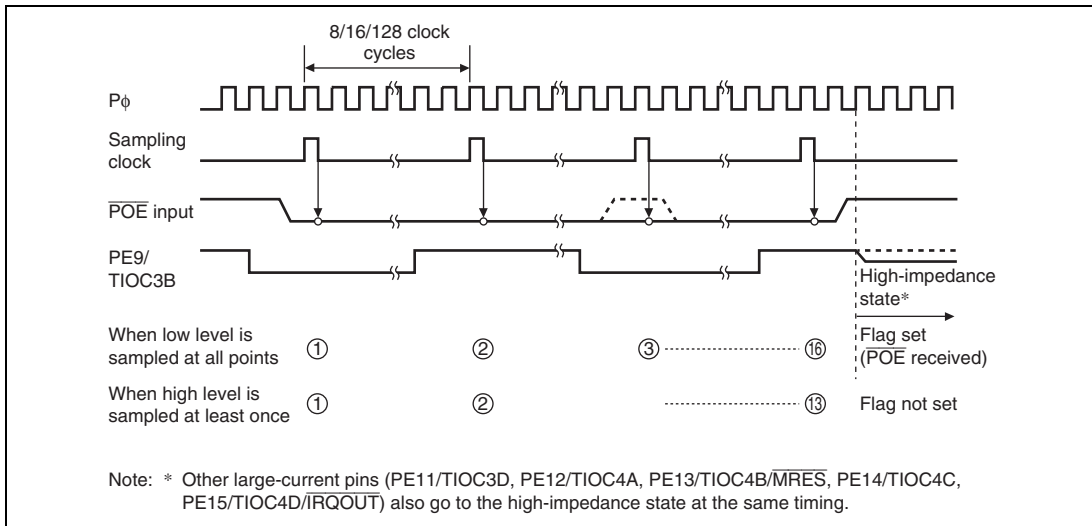 8/16/128 clock
cycles
Pϕ
Sampling
clock
POE input
PE9/
TIOC3B
High-impedance
state*
When low level is
sampled at all points
① ② ③ ⑯
Flag set
(POE received)
When high level is
sampled at least once
① ② ⑬
Flag not set
Note: * Other large-current pins (PE11/TIOC3D, PE12/TIOC4A, PE13/TIOC4B/MRES, PE14/TIOC4C,
PE15/TIOC4D/IRQOUT) also go to the high-impedance state at the same timing.